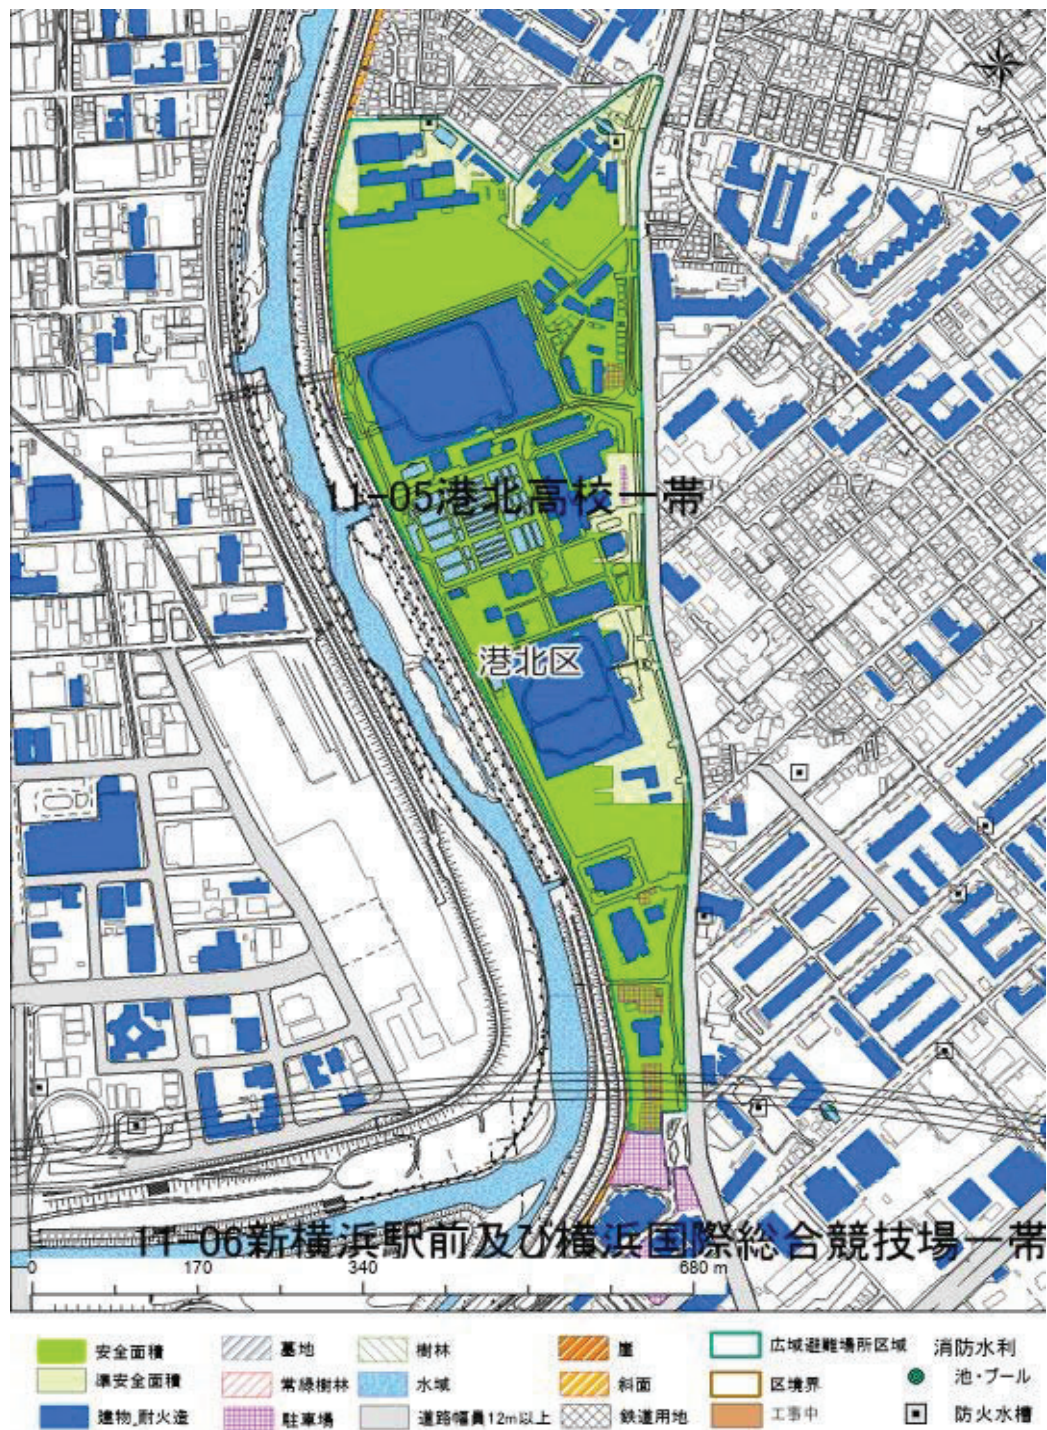 11-05港北高校一帯
港北区
11-06新横浜駅前及び横浜国際総合競技場一帯
0 170 340 680 m
安全面積 墓地 樹林 崖 広域避難場所区域 消防水利
準安全面積 常緑樹林 水域 斜面 区境界 池・プール
建物_耐火造 駐車場 道路幅員12m以上 鉄道用地 工事中 防火水槽